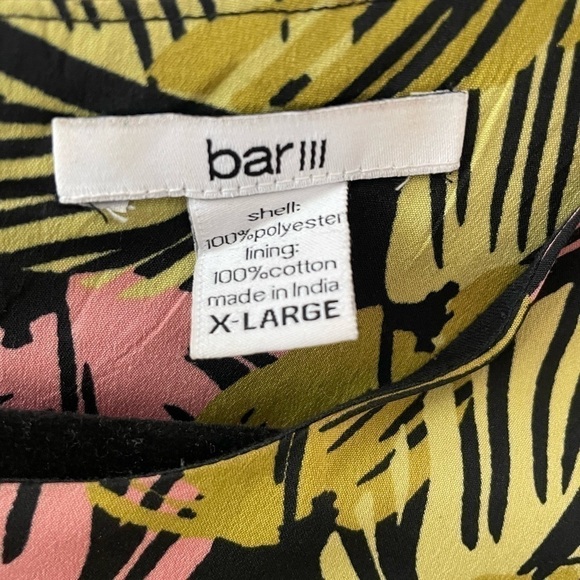 bar III
shell:
100%polyester
lining:
100%cotton
made in India
X-LARGE